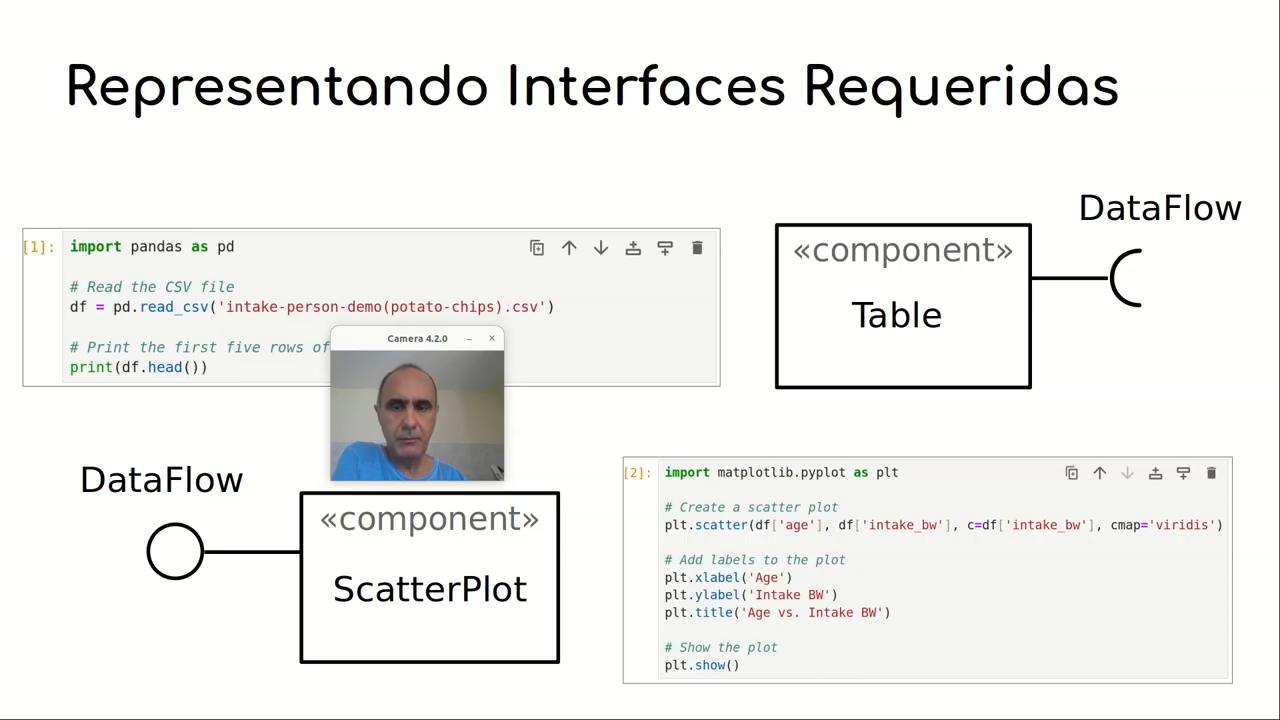 Representando Interfaces Requeridas
[1]:
import pandas as pd
# Read the CSV file
df = pd.read_csv('intake-person-demo(potato-chips).csv')
# Print the first five rows of
print(df.head())
DataFlow
«component»
Table
Camera 4.2.0
DataFlow
«component»
ScatterPlot
[2]:
import matplotlib.pyplot as plt
# Create a scatter plot
plt.scatter(df['age'], df['intake_bw'], c=df['intake_bw'], cmap='viridis')
# Add labels to the plot
plt.xlabel('Age')
plt.ylabel('Intake BW')
plt.title('Age vs. Intake BW')
# Show the plot
plt.show()